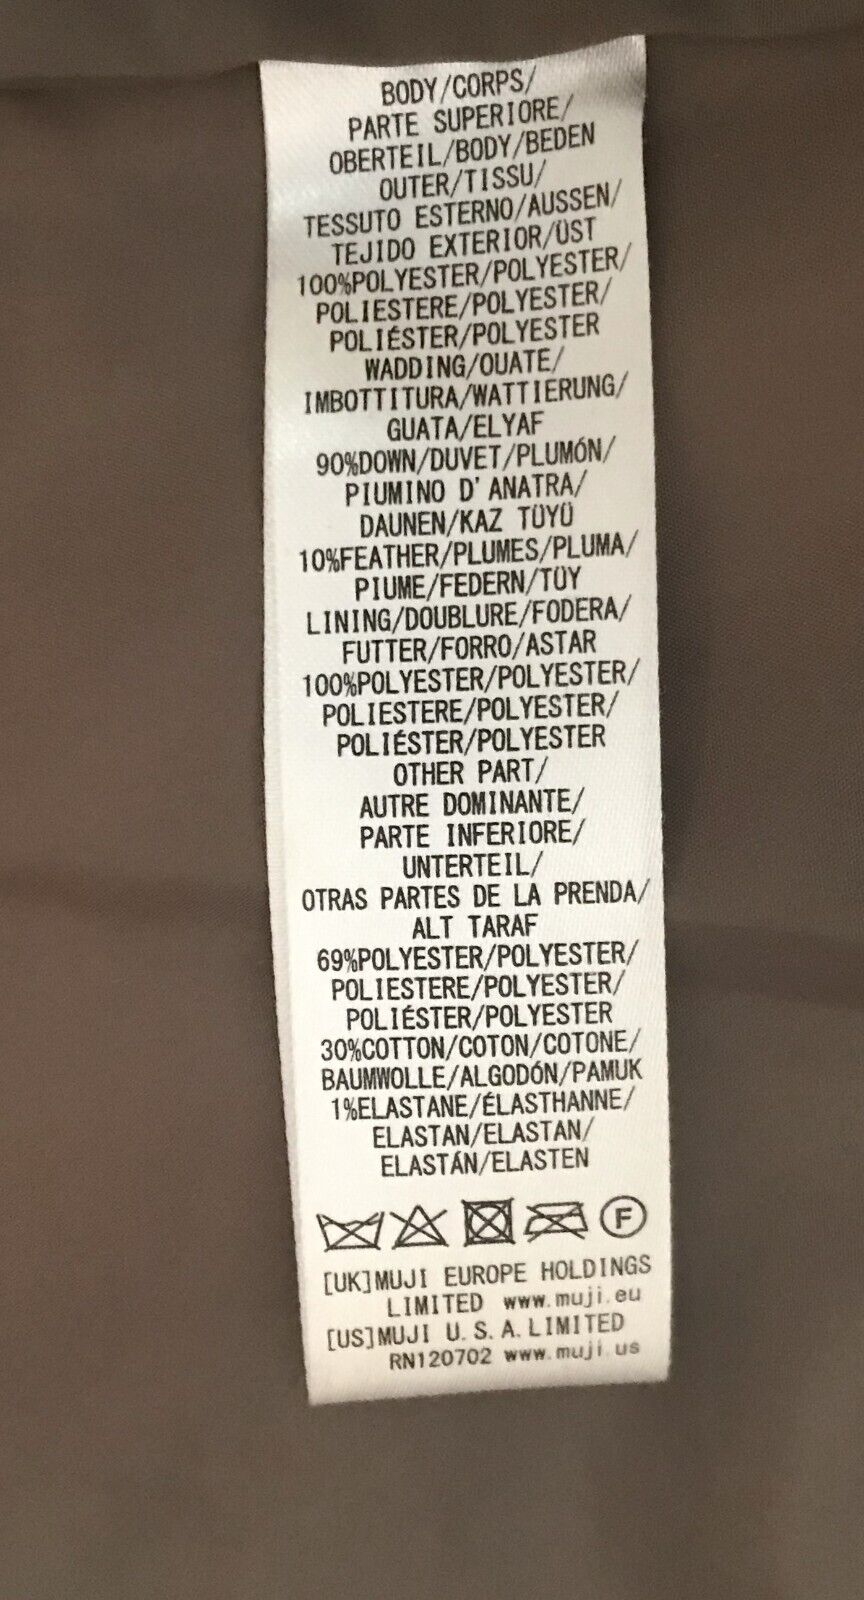 BODY/CORPS/
PARTE SUPERIORE/
OBERTEIL/BODY/BEDEN
OUTER/TISSU/
TESSUTO ESTERNO/AUSSEN/
TEJIDO EXTERIOR/ÜST
100%POLYESTER/POLYESTER/
POLIESTERE/POLYESTER/
POLIÉSTER/POLYESTER
WADDING/OUATE/
IMBOTTITURA/WATTIERUNG/
GUATA/ELYAF
90%DOWN/DUVET/PLUMÓN/
PIUMINO D'ANATRA/
DAUNEN/KAZ TÜYÜ
10%FEATHER/PLUMES/PLUMA/
PIUME/FEDERN/TÜY
LINING/DOUBLURE/FODERA/
FUTTER/FORRO/ASTAR
100%POLYESTER/POLYESTER/
POLIESTERE/POLYESTER/
POLIÉSTER/POLYESTER
OTHER PART/
AUTRE DOMINANTE/
PARTE INFERIORE/
UNTERTEIL/
OTRAS PARTES DE LA PRENDA/
ALT TARAF
69%POLYESTER/POLYESTER/
POLIESTERE/POLYESTER/
POLIÉSTER/POLYESTER
30%COTTON/COTON/COTONE/
BAUMWOLLE/ALGODÓN/PAMUK
1%ELASTANE/ÉLASTHANNE/
ELASTAN/ELASTAN/
ELASTÁN/ELASTEN
F
[UK]MUJI EUROPE HOLDINGS
LIMITED www.muji.eu
[US]MUJI U.S.A.LIMITED
RN120702 www.muji.us